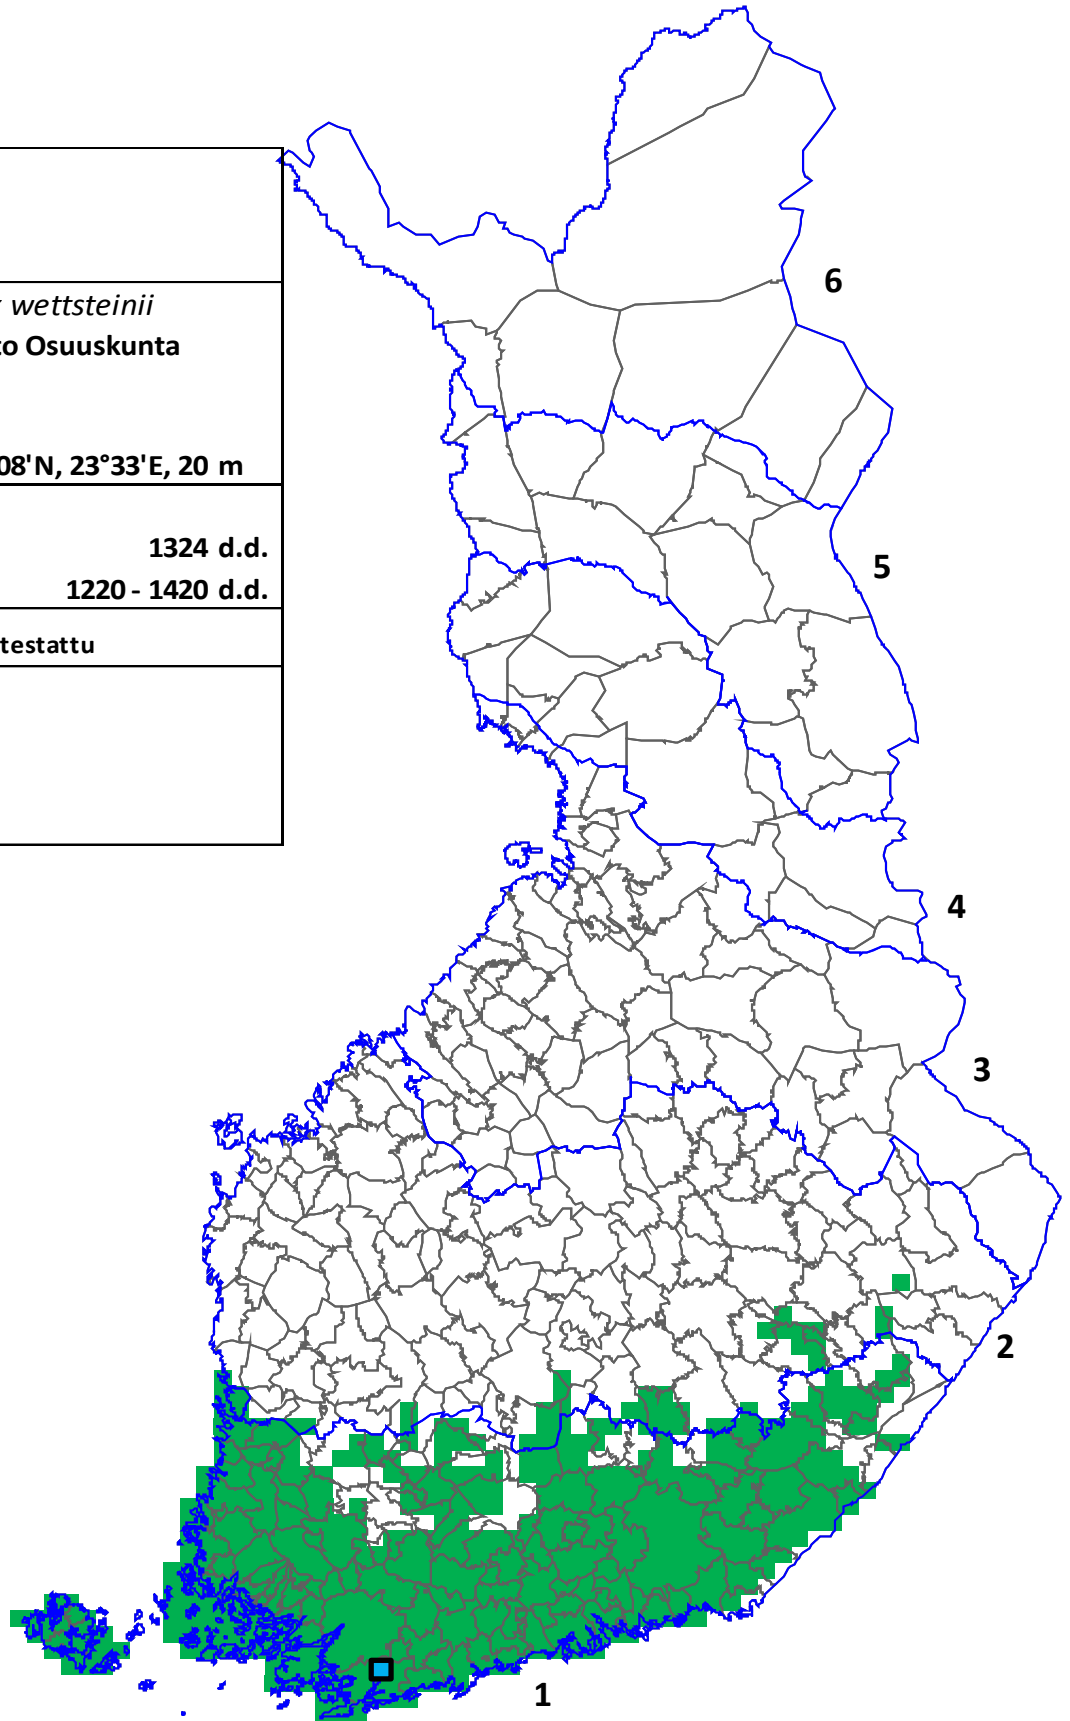 wettsteinii
Osuuskunta
08'N, 23°33'E, 20 m
1324 d.d.
1220 - 1420 d.d.
testattu
6
5
4
3
2
1